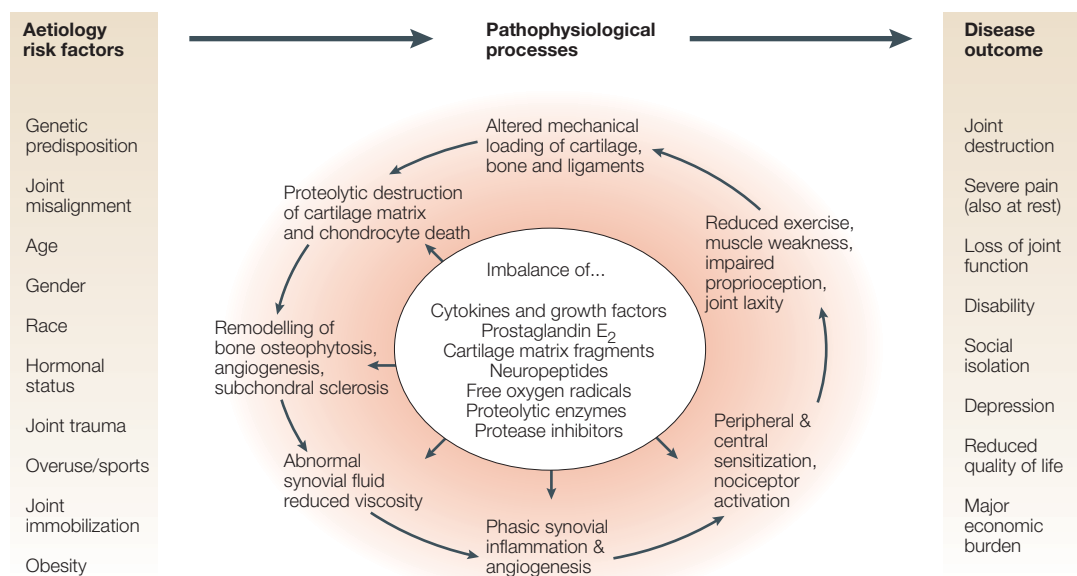 Aetiology
risk factors
Genetic
predisposition
Joint
misalignment
Age
Gender
Race
Hormonal
status
Joint trauma
Overuse/sports
Joint
immobilization
Obesity
Pathophysiological
processes
Altered mechanical
loading of cartilage,
bone and ligaments
Proteolytic destruction
of cartilage matrix
and chondrocyte death
Remodelling of
bone osteophytosis,
angiogenesis,
subchondral sclerosis
Abnormal
synovial fluid
reduced viscosity
Phasic synovial
inflammation &
angiogenesis
Peripheral &
central
sensitization,
nociceptor
activation
Reduced exercise,
muscle weakness,
impaired
proprioception,
joint laxity
Imbalance of...
Cytokines and growth factors
Prostaglandin E2
Cartilage matrix fragments
Neuropeptides
Free oxygen radicals
Proteolytic enzymes
Protease inhibitors
Disease
outcome
Joint
destruction
Severe pain
(also at rest)
Loss of joint
function
Disability
Social
isolation
Depression
Reduced
quality of life
Major
economic
burden